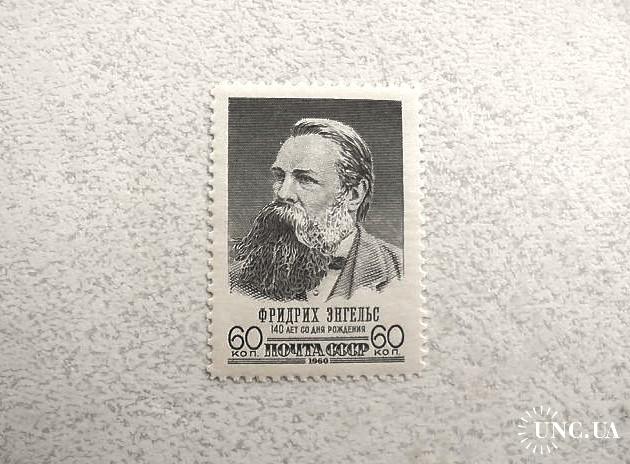 ФРИДРИХ ЭНГЕЛЬС
140 ЛЕТ СО ДНЯ РОЖДЕНИЯ
60 КОП. ПОЧТА СССР 60 КОП.
1960
UNC.UA